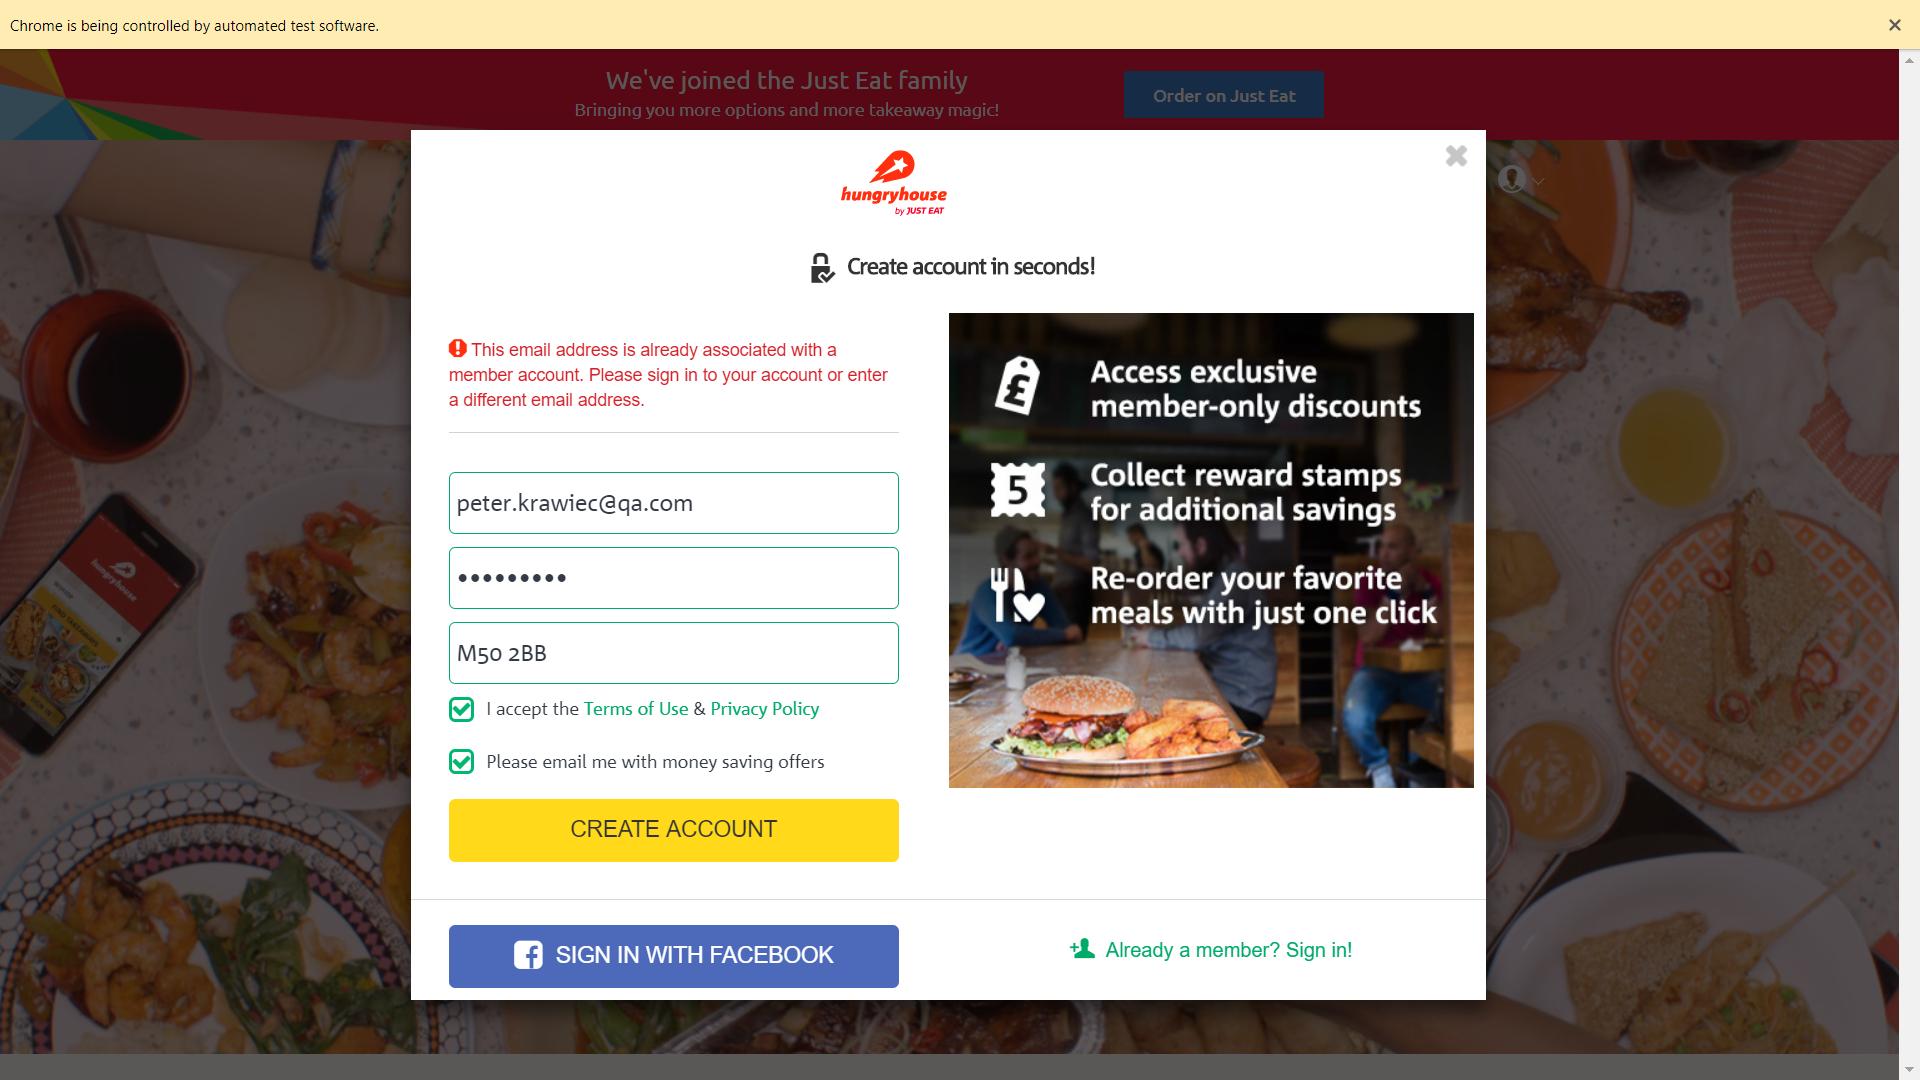 Chrome is being controlled by automated test software.
We've joined the Just Eat family
Bringing you more options and more takeaway magic!
Order on Just Eat
hungryhouse
by JUST EAT
Create account in seconds!
This email address is already associated with a
member account. Please sign in to your account or enter
a different email address.
peter.krawiec@qa.com
•••••••••
M50 2BB
I accept the Terms of Use & Privacy Policy
Please email me with money saving offers
CREATE ACCOUNT
£ Access exclusive
member-only discounts
5 Collect reward stamps
for additional savings
Re-order your favorite
meals with just one click
SIGN IN WITH FACEBOOK
Already a member? Sign in!
hungryhouse